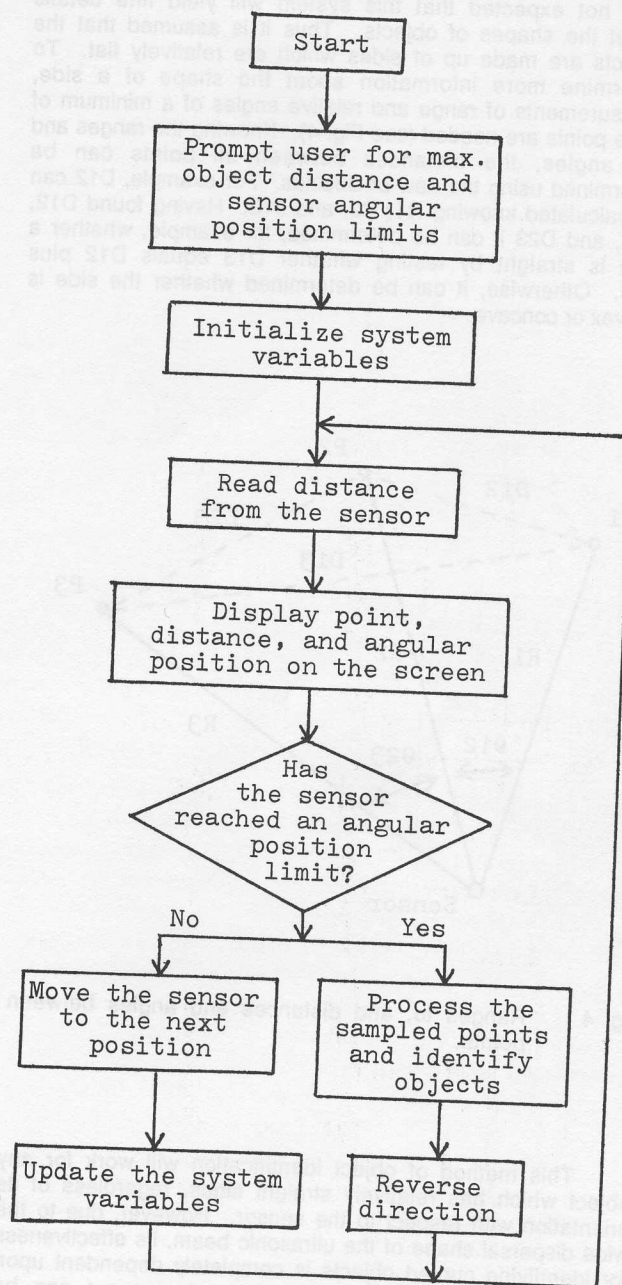 Start
Prompt user for max.
object distance and
sensor angular
position limits
Initialize system
variables
Read distance
from the sensor
Display point,
distance, and angular
position on the screen
Has
the sensor
reached an angular
position
limit?
No
Yes
Move the sensor
to the next
position
Process the
sampled points
and identify
objects
Update the system
variables
Reverse
direction